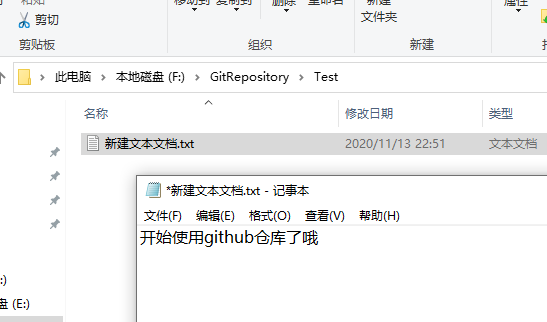 粘贴
剪切
移动到 复制到 删除 重命名
新建
文件夹
属性
剪贴板 组织 新建
此电脑 本地磁盘 (F:) GitRepository Test
名称 修改日期 类型
新建文本文档.txt 2020/11/13 22:51 文本文档
*新建文本文档.txt - 记事本
文件(F) 编辑(E) 格式(O) 查看(V) 帮助(H)
开始使用github仓库了哦
:)
盘 (E:)